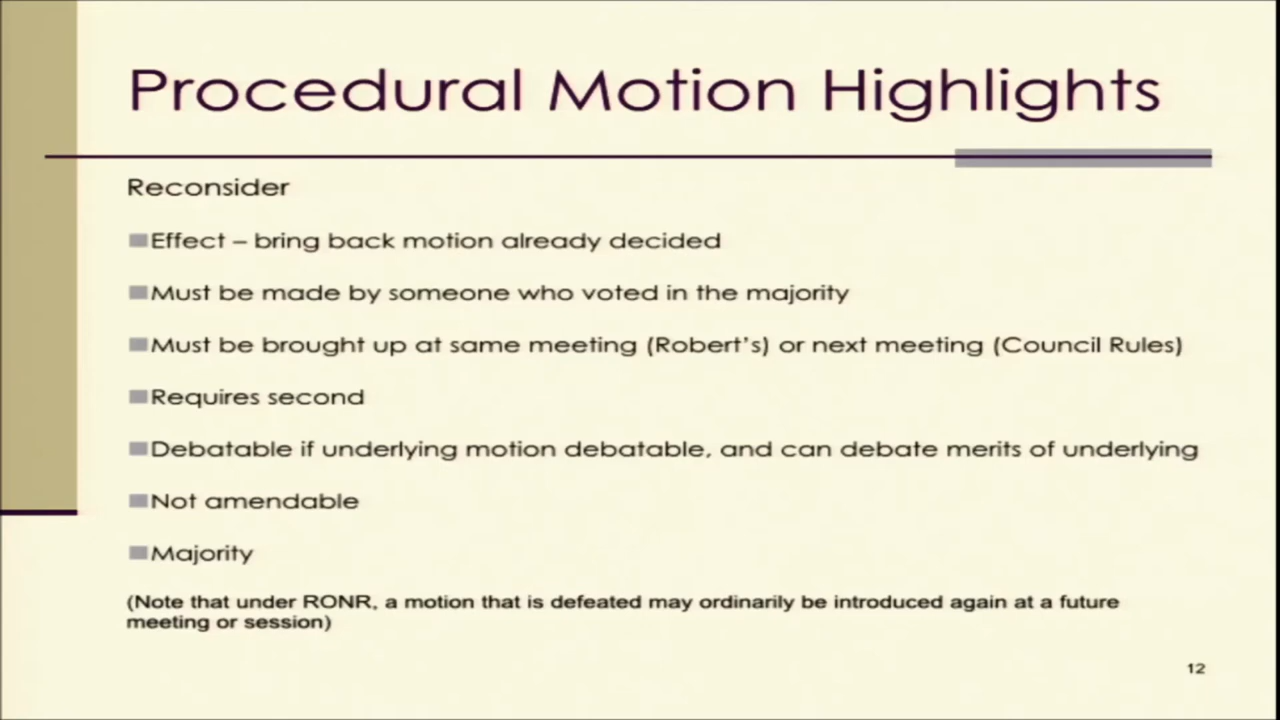 Procedural Motion Highlights
Reconsider
Effect – bring back motion already decided
Must be made by someone who voted in the majority
Must be brought up at same meeting (Robert's) or next meeting (Council Rules)
Requires second
Debatable if underlying motion debatable, and can debate merits of underlying
Not amendable
Majority
(Note that under RONR, a motion that is defeated may ordinarily be introduced again at a future
meeting or session)
12